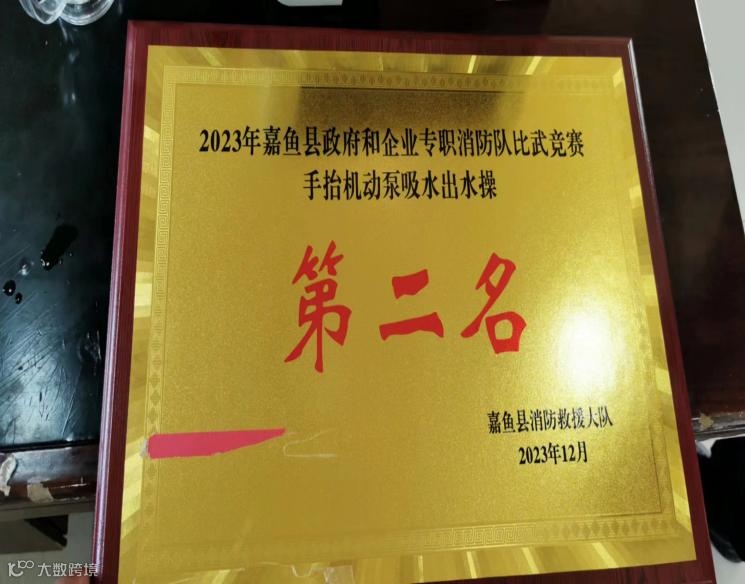 2023年嘉鱼县政府和企业专职消防队比武竞赛
手抬机动泵吸水出水操
第二名
嘉鱼县消防救援大队
2023年12月
大数跨境